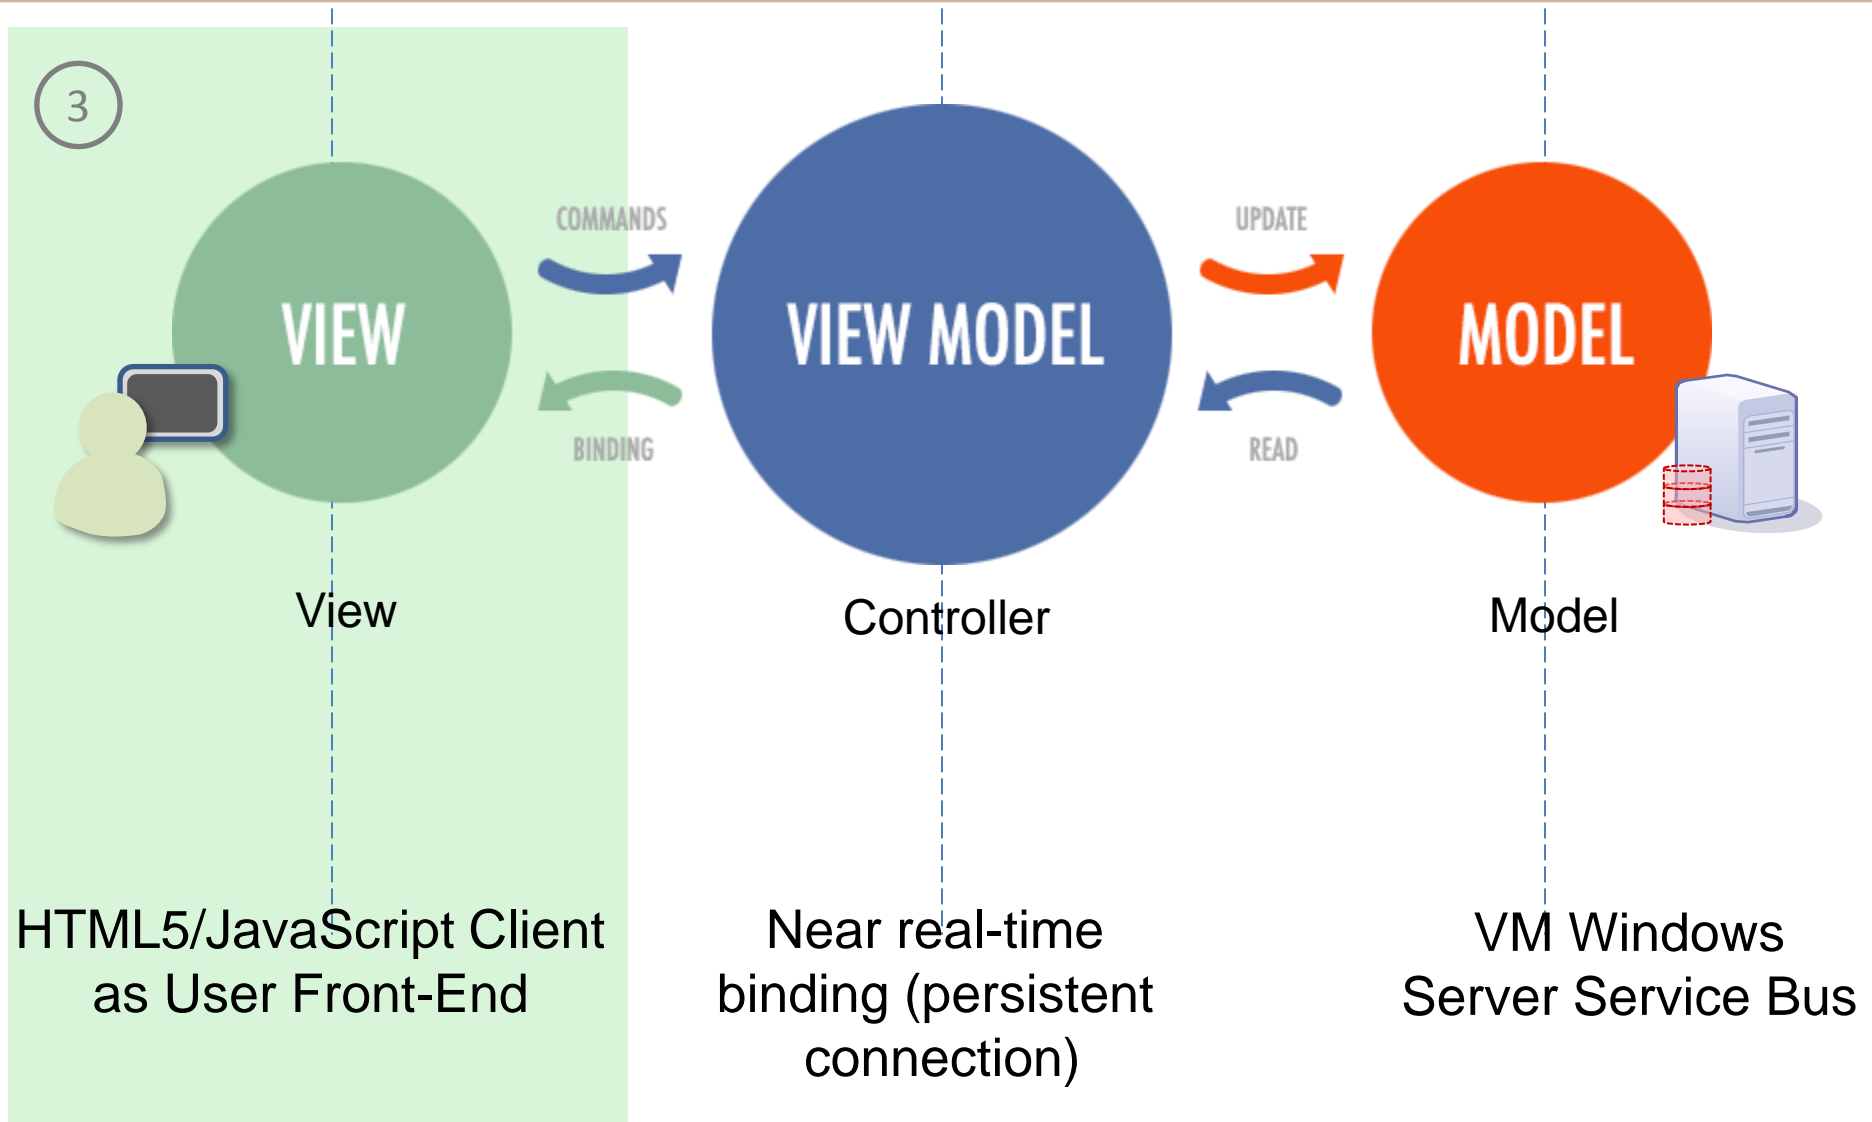 3
COMMANDS
UPDATE
VIEW
VIEW MODEL
MODEL
BINDING
READ
View
Controller
Model
HTML5/JavaScript Client
as User Front-End
Near real-time
binding (persistent
connection)
VM Windows
Server Service Bus